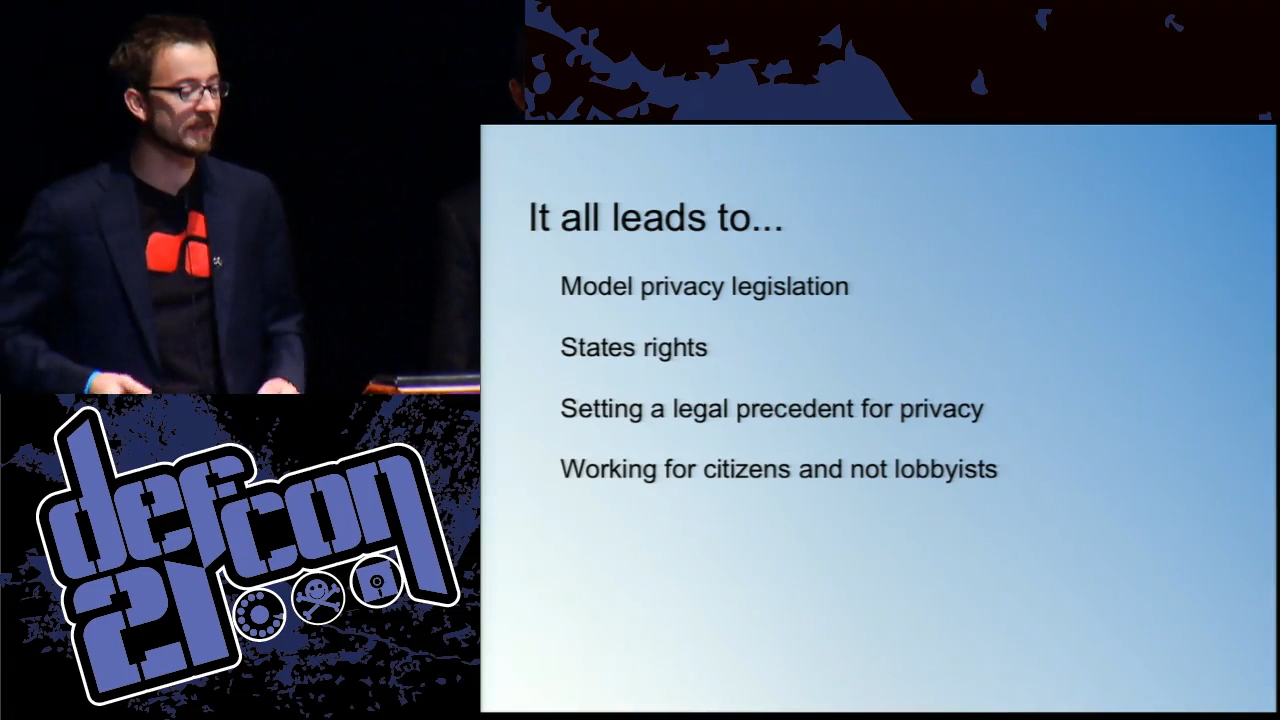 It all leads to...
Model privacy legislation
States rights
Setting a legal precedent for privacy
Working for citizens and not lobbyists
defcon
21